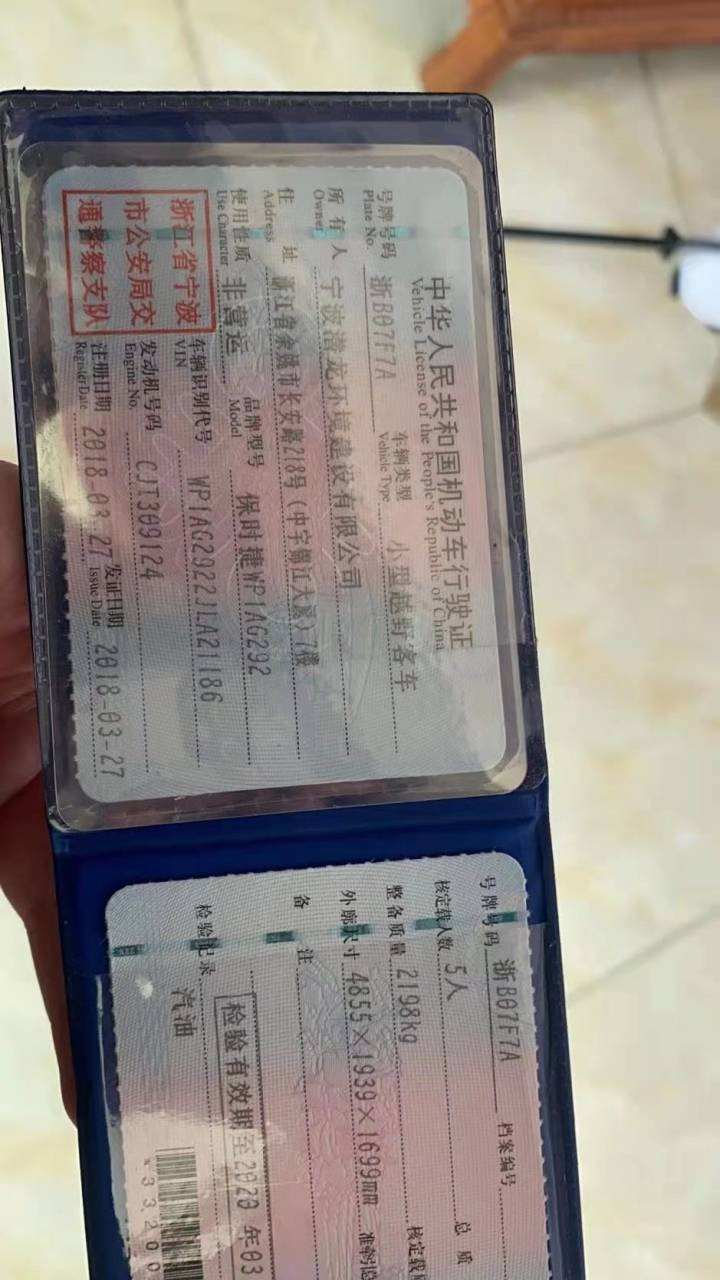 中华人民共和国机动车行驶证
Vehicle License of the People's Republic of China
号牌号码 浙B07F7A 车辆类型 小型越野客车
Plate No. Vehicle Type
所有人 宁波潜龙环境建设有限公司
Owner
住址 浙江省余姚市长安路218号(中宇锦江大厦)7楼
Address
使用性质 非营运 品牌型号 保时捷WP1AG292
Use Character Model
浙江省宁波
市公安局交
通警察支队
车辆识别代号 WP1AG2922JLA21186
VIN
发动机号码 CJT309124
Engine No.
注册日期 2018-03-27 发证日期 2018-03-27
Register Date Issue Date
号牌号码 浙B07F7A 档案编号
核定载人数 5人 总质
整备质量 2198kg 核定载
外廓尺寸 4855×1939×1699mm 准牵
备注
检验有效期至2020年03
检验记录
汽油
*33200